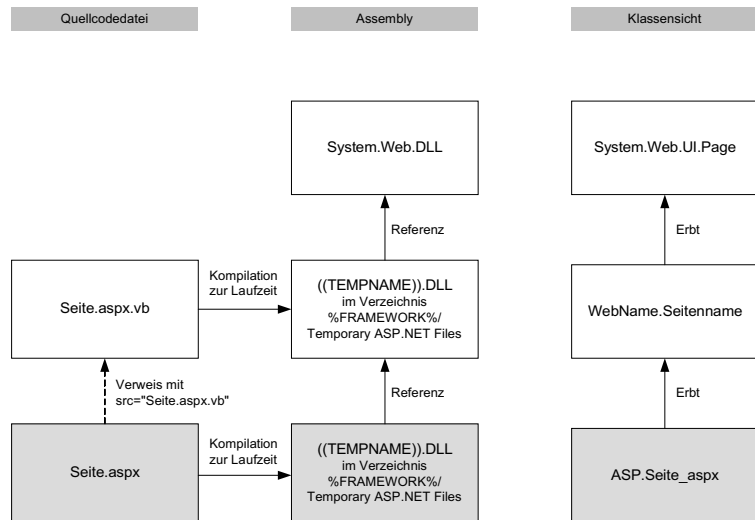 Quellcodedatei
Assembly
Klassensicht
System.Web.DLL
System.Web.UI.Page
Referenz
Erbt
Seite.aspx.vb
Kompilation
zur Laufzeit
((TEMPNAME)).DLL
im Verzeichnis
%FRAMEWORK%/
Temporary ASP.NET Files
WebName.Seitenname
Verweis mit
src="Seite.aspx.vb"
Referenz
Erbt
Seite.aspx
Kompilation
zur Laufzeit
((TEMPNAME)).DLL
im Verzeichnis
%FRAMEWORK%/
Temporary ASP.NET Files
ASP.Seite_aspx